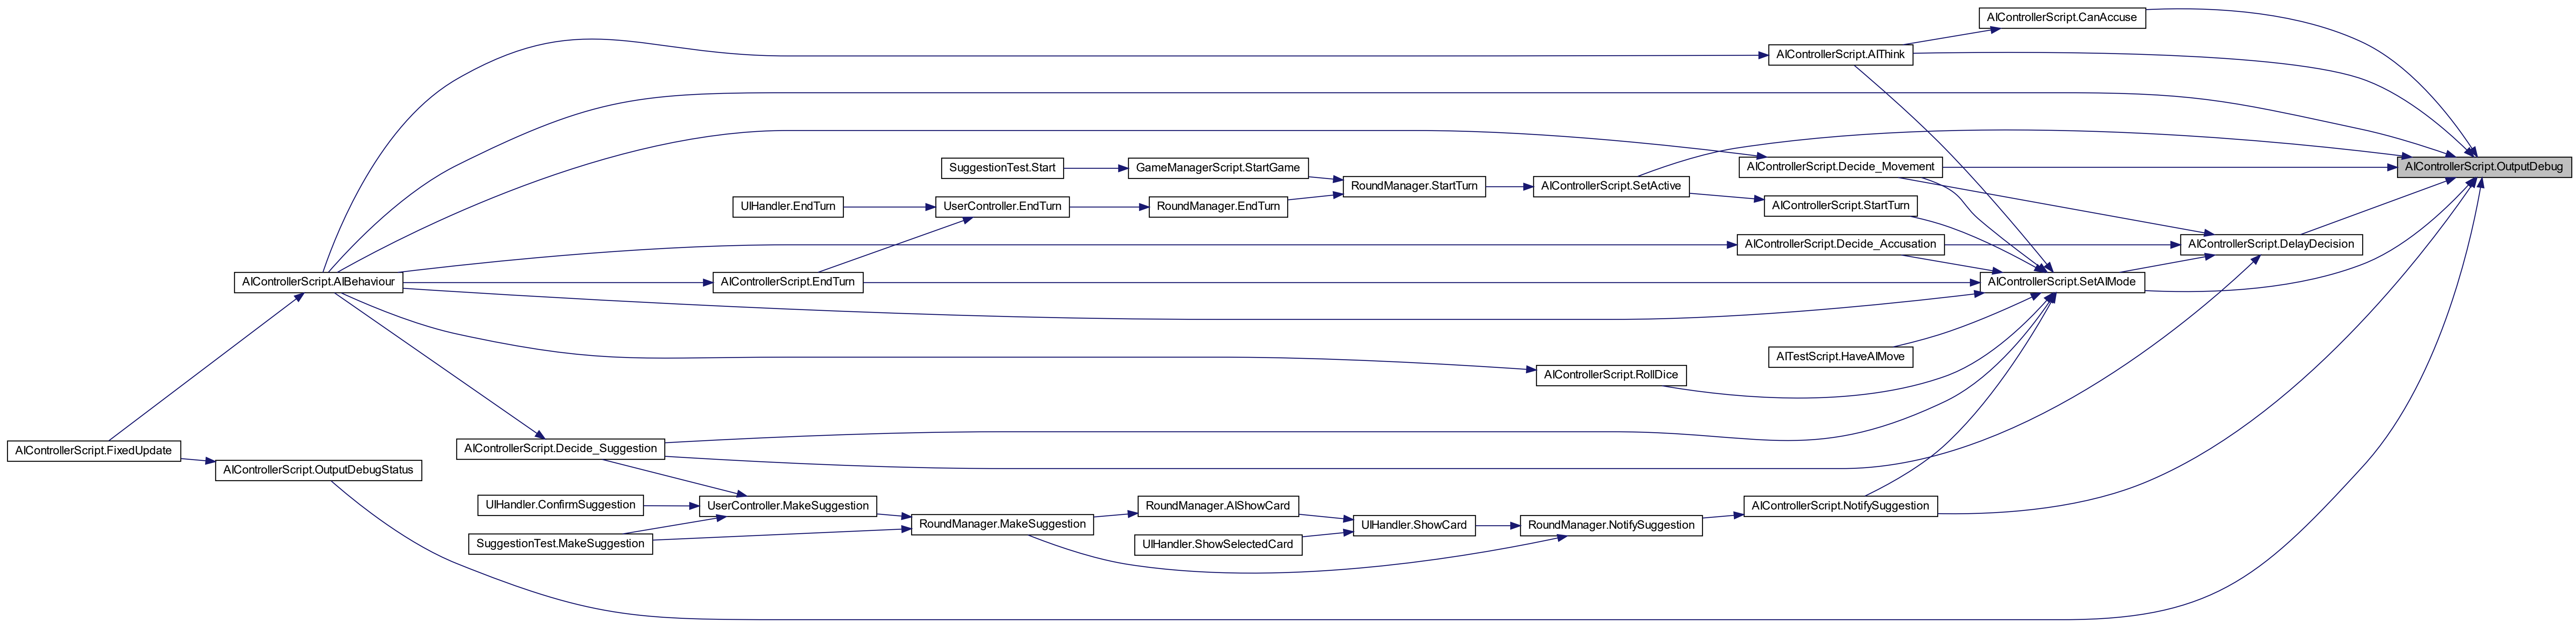 AIControllerScript.CanAccuse
AIControllerScript.AIThink
AIControllerScript.Decide_Movement
AIControllerScript.OutputDebug
SuggestionTest.Start
GameManagerScript.StartGame
RoundManager.StartTurn
AIControllerScript.SetActive
UIHandler.EndTurn
UserController.EndTurn
RoundManager.EndTurn
AIControllerScript.StartTurn
AIControllerScript.Decide_Accusation
AIControllerScript.DelayDecision
AIControllerScript.AIBehaviour
AIControllerScript.EndTurn
AIControllerScript.SetAIMode
AITestScript.HaveAIMove
AIControllerScript.RollDice
AIControllerScript.FixedUpdate
AIControllerScript.OutputDebugStatus
AIControllerScript.Decide_Suggestion
UIHandler.ConfirmSuggestion
UserController.MakeSuggestion
RoundManager.AIShowCard
AIControllerScript.NotifySuggestion
SuggestionTest.MakeSuggestion
RoundManager.MakeSuggestion
UIHandler.ShowCard
RoundManager.NotifySuggestion
UIHandler.ShowSelectedCard